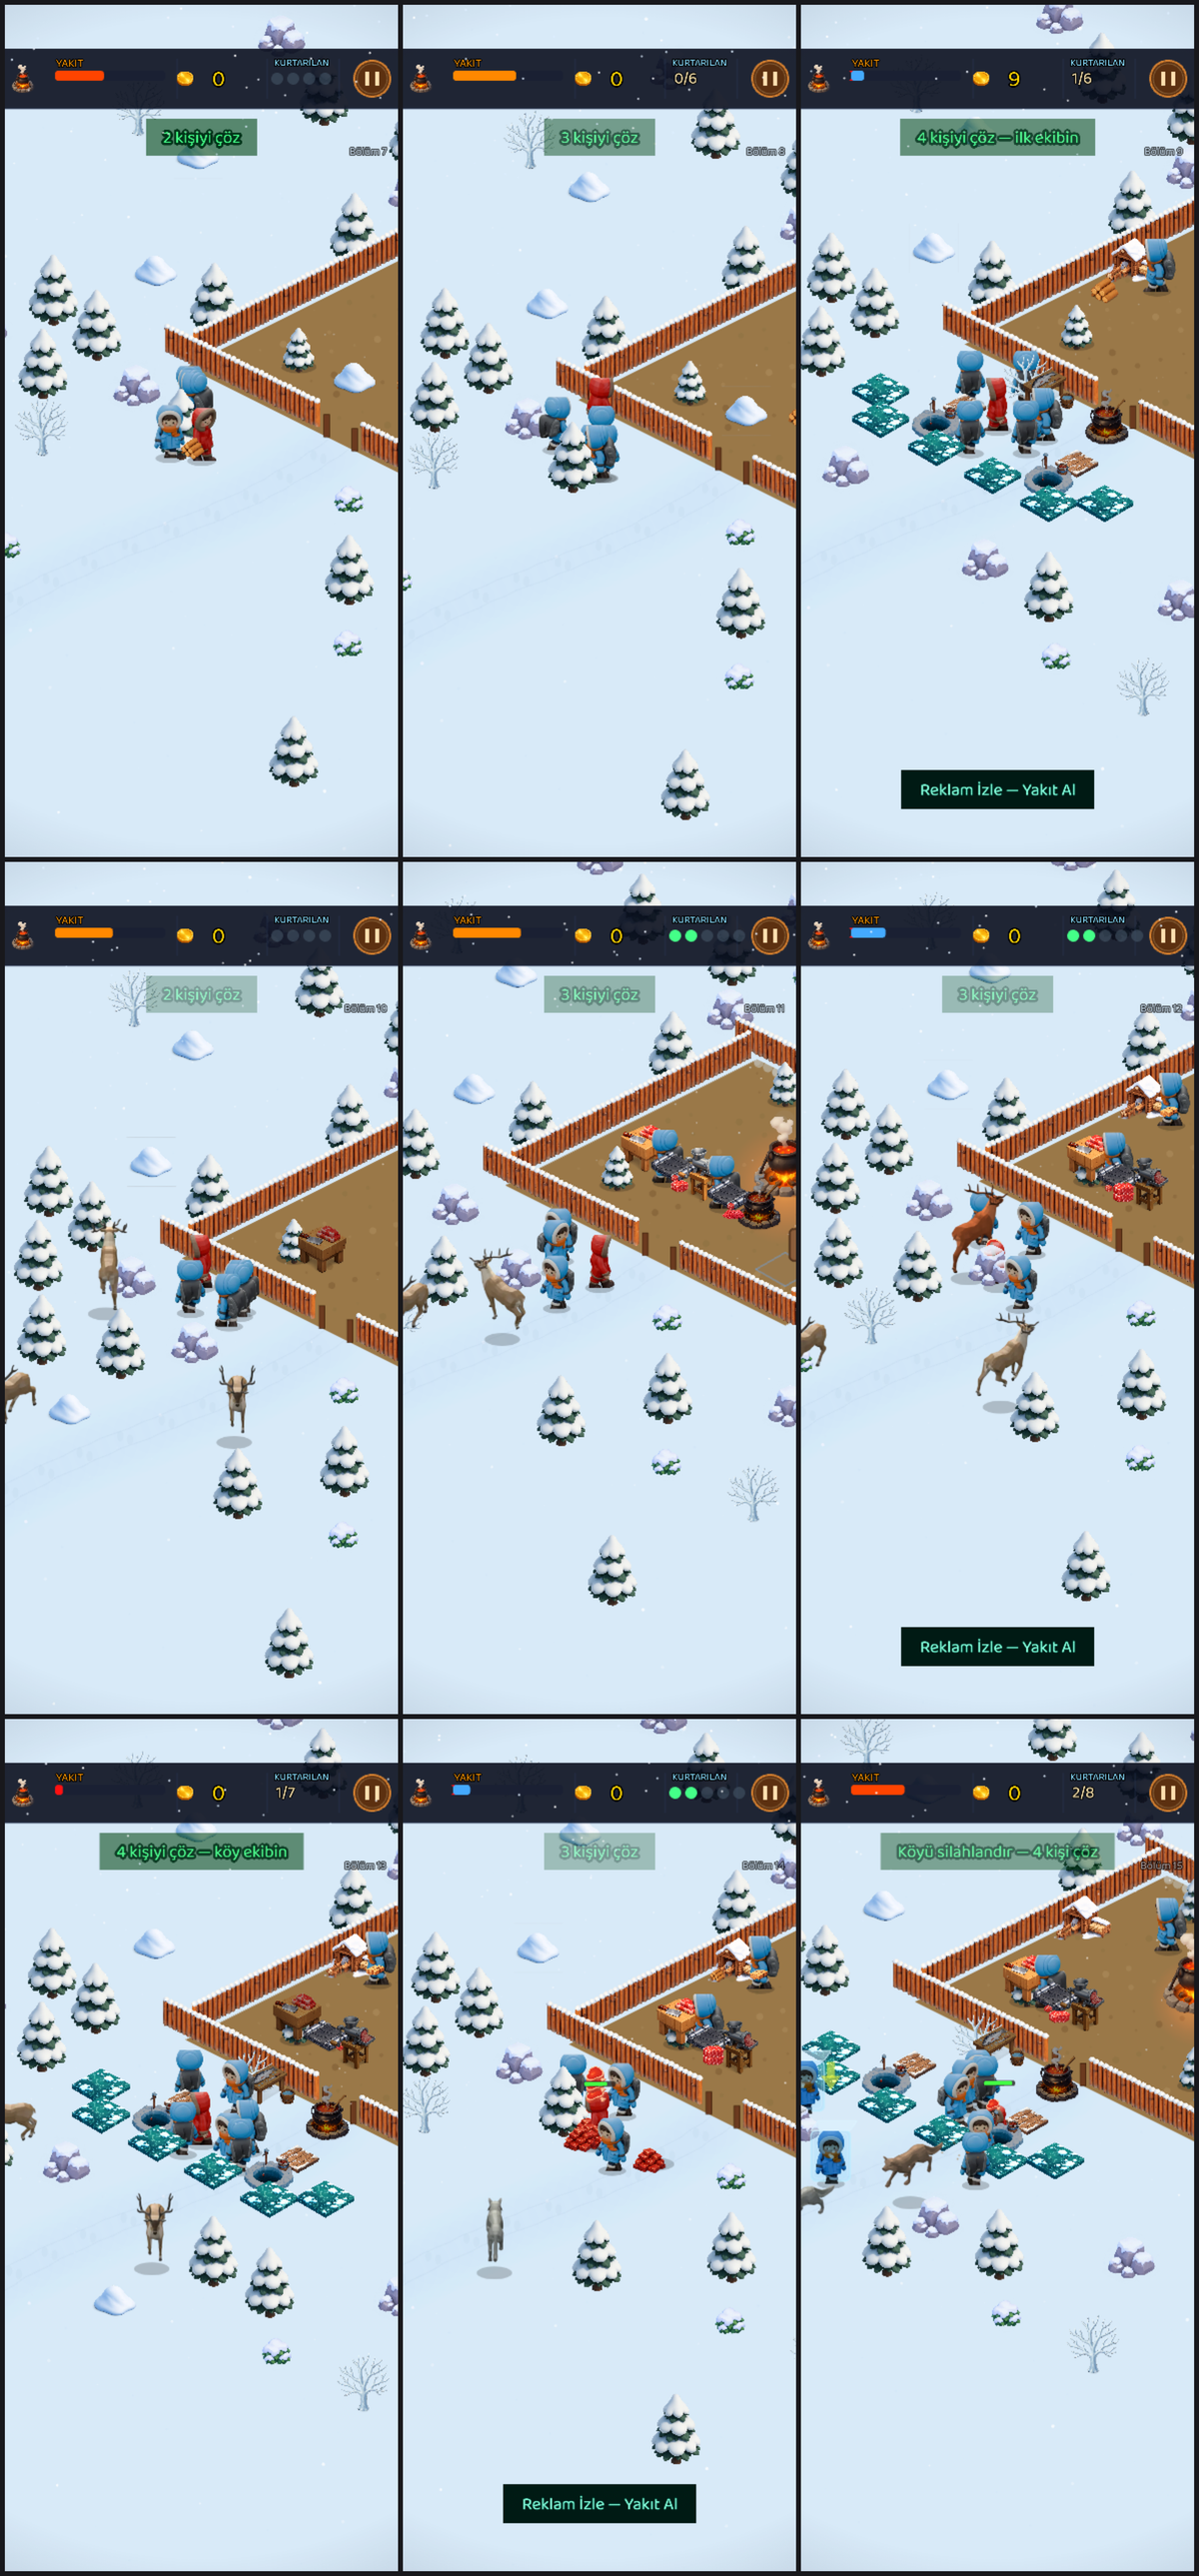 YAKIT
0
KURTARILAN
2 kişiyi çöz
Bölüm 7
YAKIT
0
KURTARILAN
0/6
3 kişiyi çöz
Bölüm 8
YAKIT
9
KURTARILAN
1/6
4 kişiyi çöz — ilk ekibin
Bölüm 9
Reklam İzle — Yakıt Al
YAKIT
0
KURTARILAN
2 kişiyi çöz
Bölüm 10
YAKIT
0
KURTARILAN
3 kişiyi çöz
Bölüm 11
YAKIT
0
KURTARILAN
3 kişiyi çöz
Bölüm 12
Reklam İzle — Yakıt Al
YAKIT
0
KURTARILAN
1/7
4 kişiyi çöz — köy ekibin
Bölüm 13
YAKIT
0
KURTARILAN
3 kişiyi çöz
Bölüm 14
Reklam İzle — Yakıt Al
YAKIT
0
KURTARILAN
2/8
Köyü silahlandır — 4 kişi çöz
Bölüm 15